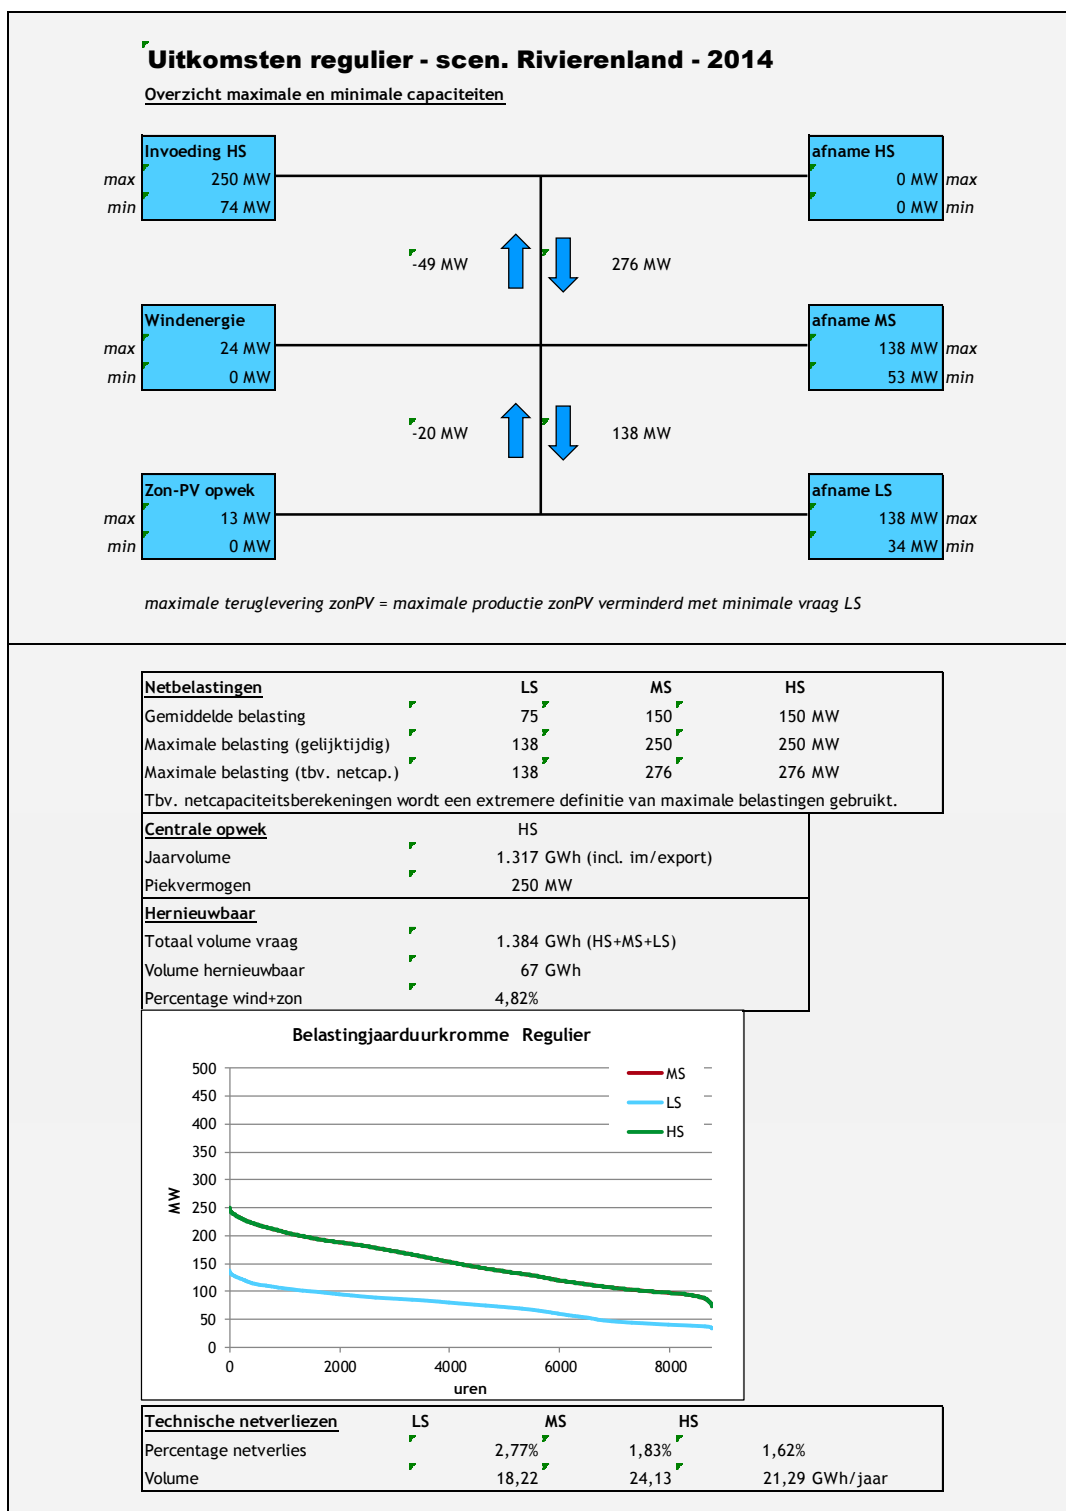 Uitkomsten regulier - scen. Rivierenland - 2014
Overzicht maximale en minimale capaciteiten
Invoeding HS
max 250 MW
min 74 MW
afname HS
0 MW max
0 MW min
-49 MW 276 MW
Windenergie
max 24 MW
min 0 MW
afname MS
138 MW max
53 MW min
-20 MW 138 MW
Zon-PV opwek
max 13 MW
min 0 MW
afname LS
138 MW max
34 MW min
maximale teruglevering zonPV = maximale productie zonPV verminderd met minimale vraag LS
Netbelastingen LS MS HS
Gemiddelde belasting 75 150 150 MW
Maximale belasting (gelijktijdig) 138 250 250 MW
Maximale belasting (tbv. netcap.) 138 276 276 MW
Tbv. netcapaciteitsberekeningen wordt een extremere definitie van maximale belastingen gebruikt.
Centrale opwek HS
Jaarvolume 1.317 GWh (incl. im/export)
Piekvermogen 250 MW
Hernieuwbaar
Totaal volume vraag 1.384 GWh (HS+MS+LS)
Volume hernieuwbaar 67 GWh
Percentage wind+zon 4,82%
Belastingjaarduurkromme Regulier
500
450
400
350
300
250
200
150
100
50
0
MW
MS
LS
HS
0 2000 4000 6000 8000
uren
Technische netverliezen LS MS HS
Percentage netverlies 2,77% 1,83% 1,62%
Volume 18,22 24,13 21,29 GWh/jaar